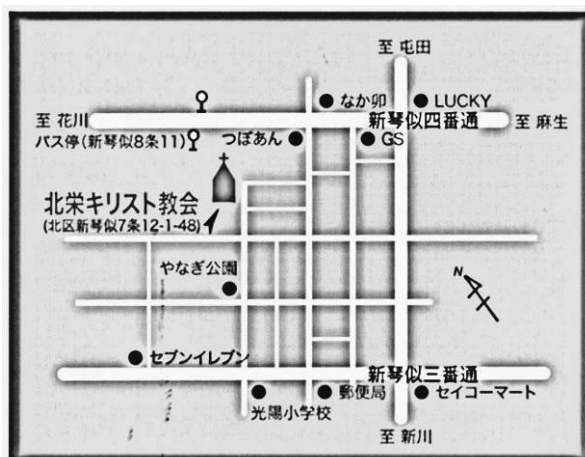 至 屯田
なか卯
LUCKY
至 花川
新琴似四番通
至 麻生
バス停(新琴似8条11)
つぼあん
GS
北栄キリスト教会
(北区新琴似7条12-1-48)
やなぎ公園
N
セブンイレブン
新琴似三番通
光陽小学校
郵便局
セイコーマート
至 新川